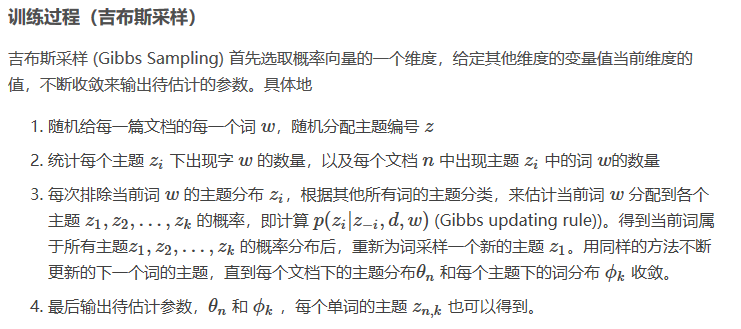 训练过程（吉布斯采样）
吉布斯采样 (Gibbs Sampling) 首先选取概率向量的一个维度，给定其他维度的变量值当前维度的
值，不断收敛来输出待估计的参数。具体地
1. 随机给每一篇文档的每一个词 w，随机分配主题编号 z
2. 统计每个主题 z_i 下出现字 w 的数量，以及每个文档 n 中出现主题 z_i 中的词 w的数量
3. 每次排除当前词 w 的主题分布 z_i，根据其他所有词的主题分类，来估计当前词 w 分配到各个
主题 z_1, z_2, . . . , z_k 的概率，即计算 p(z_i|z_{-i}, d, w) (Gibbs updating rule))。得到当前词属
于所有主题z_1, z_2, . . . , z_k 的概率分布后，重新为词采样一个新的主题 z_1。用同样的方法不断
更新的下一个词的主题，直到每个文档下的主题分布θ_n 和每个主题下的词分布 ϕ_k 收敛。
4. 最后输出待估计参数，θ_n 和 ϕ_k ，每个单词的主题 z_{n,k} 也可以得到。